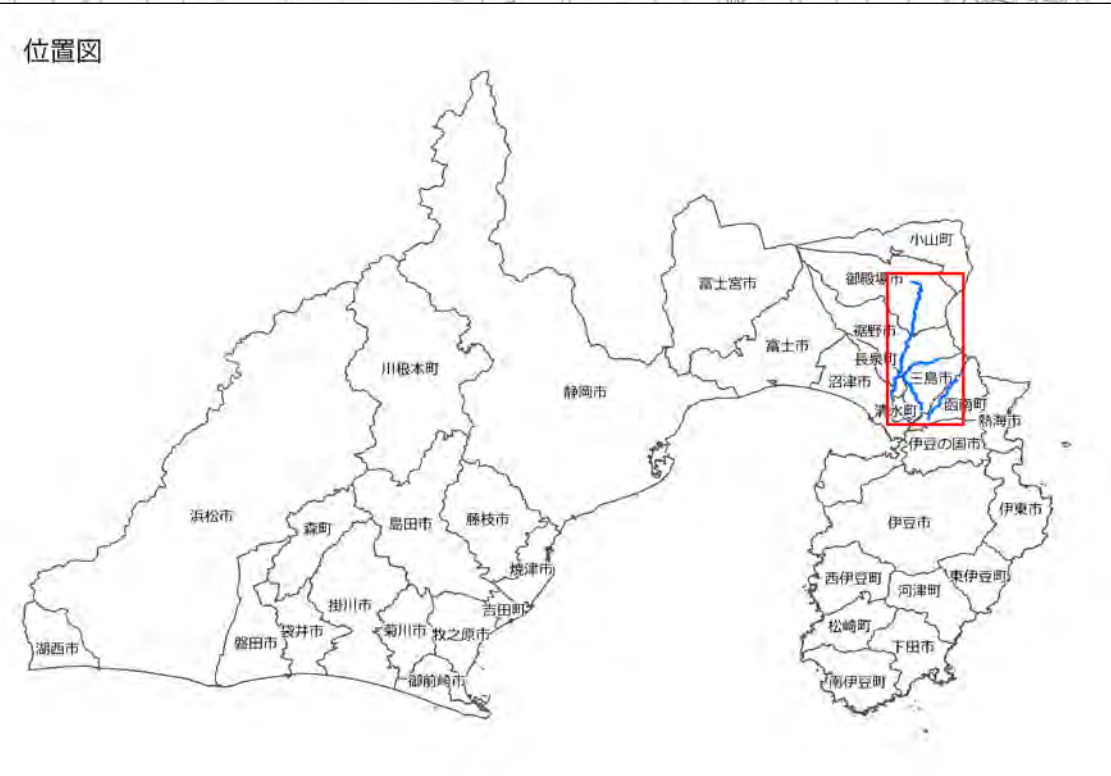 位置図
小山町
御殿場市
富士宮市
裾野市
富士市
長泉町
川根本町
沼津市
三島市
静岡市
函南町
清水町
熱海市
伊豆の国市
浜松市
藤枝市
伊東市
島田市
伊豆市
森町
焼津市
西伊豆町
東伊豆町
河津町
掛川市
吉田町
松崎町
袋井市
菊川市
牧之原市
磐田市
下田市
湖西市
御前崎市
南伊豆町